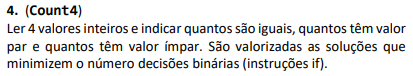 4. (Count4)
Ler 4 valores inteiros e indicar quantos são iguais, quantos têm valor
par e quantos têm valor ímpar. São valorizadas as soluções que
minimizem o número decisões binárias (instruções if).